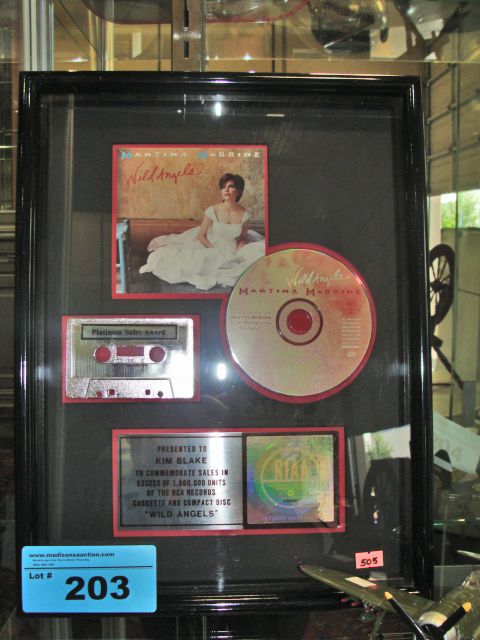 MARTINA McBRIDE
Wild Angels
Wild Angels
MARTINA McBRIDE
Platinum Sales Award
PRESENTED TO
KIM BLAKE
TO COMMEMORATE SALES IN
EXCESS OF 1,000,000 UNITS
OF THE RCA RECORDS
CASSETTE AND COMPACT DISC
"WILD ANGELS"
RIAA
www.madisonsauction.com
Lot # 203
505